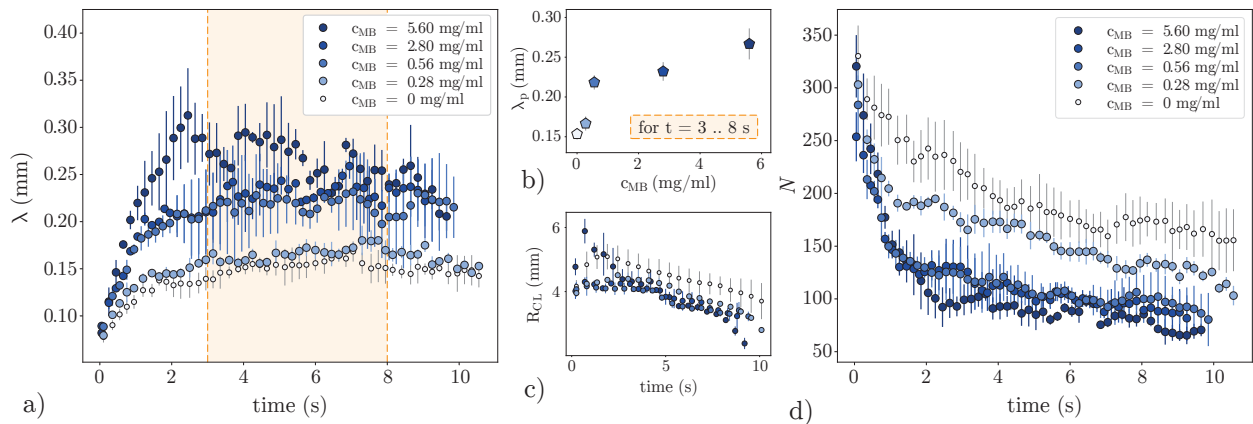 0.40
0.35
0.30
0.25
0.20
0.15
0.10
λ (mm)
0 2 4 6 8 10
time (s)
a)
c_MB = 5.60 mg/ml
c_MB = 2.80 mg/ml
c_MB = 0.56 mg/ml
c_MB = 0.28 mg/ml
c_MB = 0 mg/ml
0.30
0.25
0.20
0.15
λ_p (mm)
for t = 3 .. 8 s
0 2 4 6
c_MB (mg/ml)
b)
6
4
R_CL (mm)
0 5 10
time (s)
c)
350
300
250
200
150
100
50
N
0 2 4 6 8 10
time (s)
d)
c_MB = 5.60 mg/ml
c_MB = 2.80 mg/ml
c_MB = 0.56 mg/ml
c_MB = 0.28 mg/ml
c_MB = 0 mg/ml